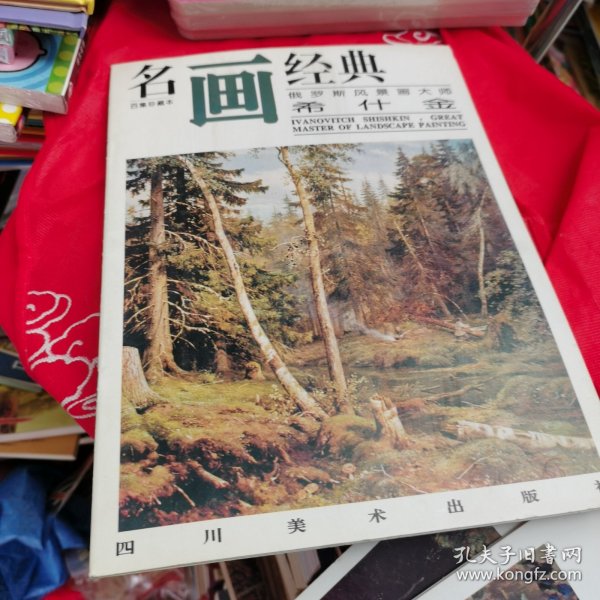 名画经典
百集珍藏本
俄罗斯风景画大师
希什金
IVANOVITCH SHISHKIN , GREAT
MASTER OF LANDSCAPE PAINTING
四川美术出版社
孔夫子旧书网
www.kongfz.com